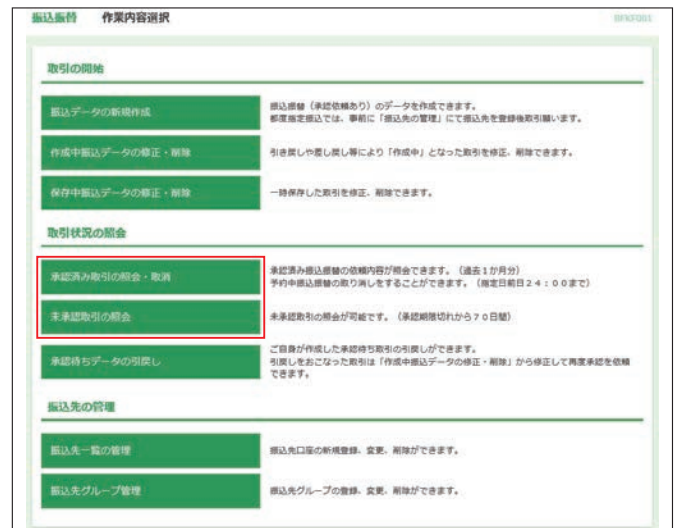 振込振替 作業内容選択 BFKF001
取引の開始
振込データの新規作成
振込振替（承認依頼あり）のデータを作成できます。
都度指定振込では、事前に「振込先の管理」にて振込先を登録後取引願います。
作成中振込データの修正・削除
引き戻しや差し戻し等により「作成中」となった取引を修正、削除できます。
保存中振込データの修正・削除
一時保存した取引を修正、削除できます。
取引状況の照会
承認済み取引の照会・取消
承認済み振込振替の依頼内容が照会できます。（過去１か月分）
予約中振込振替の取り消しをすることができます。（指定日前日２４：００まで）
未承認取引の照会
未承認取引の照会が可能です。（承認期限切れから７０日間）
承認待ちデータの引戻し
ご自身が作成した承認待ち取引の引戻しができます。
引戻しをおこなった取引は「作成中振込データの修正・削除」から修正して再度承認を依頼
できます。
振込先の管理
振込先一覧の管理
振込先口座の新規登録、変更、削除ができます。
振込先グループ管理
振込先グループの登録、変更、削除ができます。